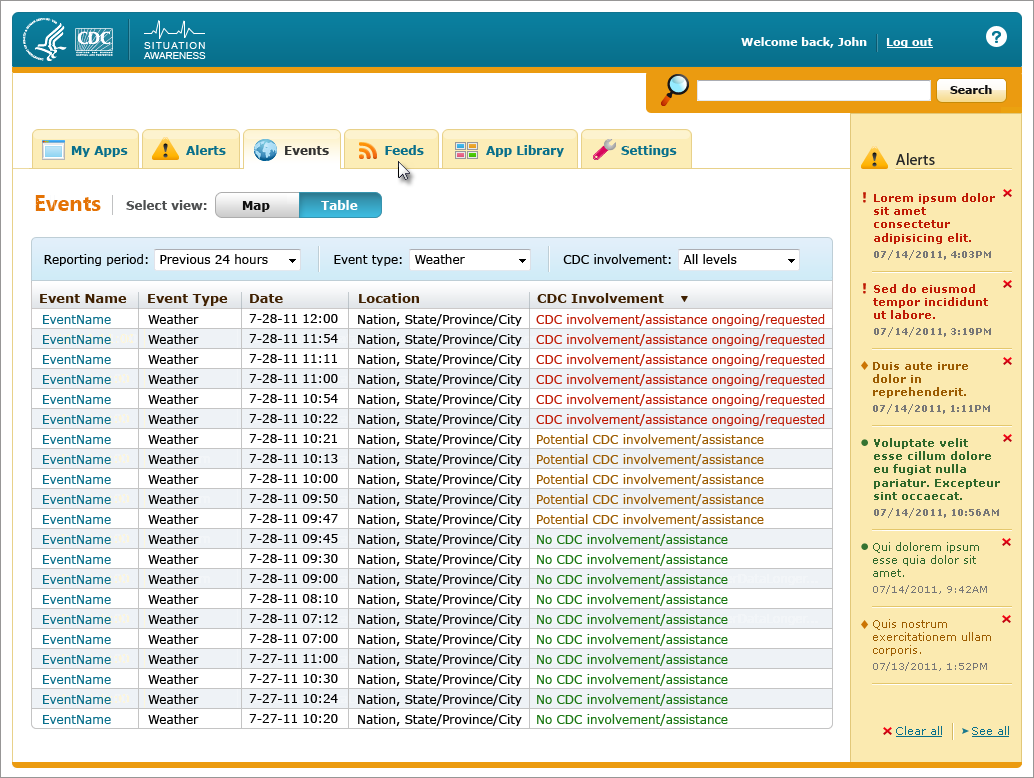 CDC
SITUATION
AWARENESS
Welcome back, John
Log out
?
Search
My Apps
Alerts
Events
Feeds
App Library
Settings
Events
Select view:
Map
Table
Reporting period: Previous 24 hours
Event type: Weather
CDC involvement: All levels
Event Name Event Type Date Location CDC Involvement
EventName Weather 7-28-11 12:00 Nation, State/Province/City CDC involvement/assistance ongoing/requested
EventName Weather 7-28-11 11:54 Nation, State/Province/City CDC involvement/assistance ongoing/requested
EventName Weather 7-28-11 11:11 Nation, State/Province/City CDC involvement/assistance ongoing/requested
EventName Weather 7-28-11 11:00 Nation, State/Province/City CDC involvement/assistance ongoing/requested
EventName Weather 7-28-11 10:54 Nation, State/Province/City CDC involvement/assistance ongoing/requested
EventName Weather 7-28-11 10:22 Nation, State/Province/City CDC involvement/assistance ongoing/requested
EventName Weather 7-28-11 10:21 Nation, State/Province/City Potential CDC involvement/assistance
EventName Weather 7-28-11 10:13 Nation, State/Province/City Potential CDC involvement/assistance
EventName Weather 7-28-11 10:00 Nation, State/Province/City Potential CDC involvement/assistance
EventName Weather 7-28-11 09:50 Nation, State/Province/City Potential CDC involvement/assistance
EventName Weather 7-28-11 09:47 Nation, State/Province/City Potential CDC involvement/assistance
EventName Weather 7-28-11 09:45 Nation, State/Province/City No CDC involvement/assistance
EventName Weather 7-28-11 09:30 Nation, State/Province/City No CDC involvement/assistance
EventName Weather 7-28-11 09:00 Nation, State/Province/City No CDC involvement/assistance
EventName Weather 7-28-11 08:10 Nation, State/Province/City No CDC involvement/assistance
EventName Weather 7-28-11 07:12 Nation, State/Province/City No CDC involvement/assistance
EventName Weather 7-28-11 07:00 Nation, State/Province/City No CDC involvement/assistance
EventName Weather 7-27-11 11:00 Nation, State/Province/City No CDC involvement/assistance
EventName Weather 7-27-11 10:30 Nation, State/Province/City No CDC involvement/assistance
EventName Weather 7-27-11 10:24 Nation, State/Province/City No CDC involvement/assistance
EventName Weather 7-27-11 10:20 Nation, State/Province/City No CDC involvement/assistance
Alerts
! Lorem ipsum dolor
sit amet
consectetur
adipisicing elit.
07/14/2011, 4:03PM
! Sed do eiusmod
tempor incididunt
ut labore.
07/14/2011, 3:19PM
Duis aute irure
dolor in
reprehenderit.
07/14/2011, 1:11PM
Voluptate velit
esse cillum dolore
eu fugiat nulla
pariatur. Excepteur
sint occaecat.
07/14/2011, 10:56AM
Qui dolorem ipsum
esse quia dolor sit
amet.
07/14/2011, 9:42AM
Quis nostrum
exercitationem ullam
corporis.
07/13/2011, 1:52PM
Clear all
See all